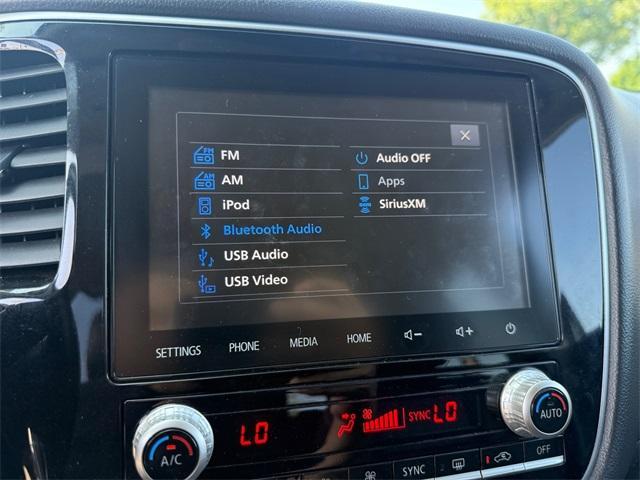 FM
AM
iPod
Bluetooth Audio
USB Audio
USB Video
Audio OFF
Apps
SiriusXM
SETTINGS PHONE MEDIA HOME
LO SYNC LO
A/C AUTO
SYNC OFF